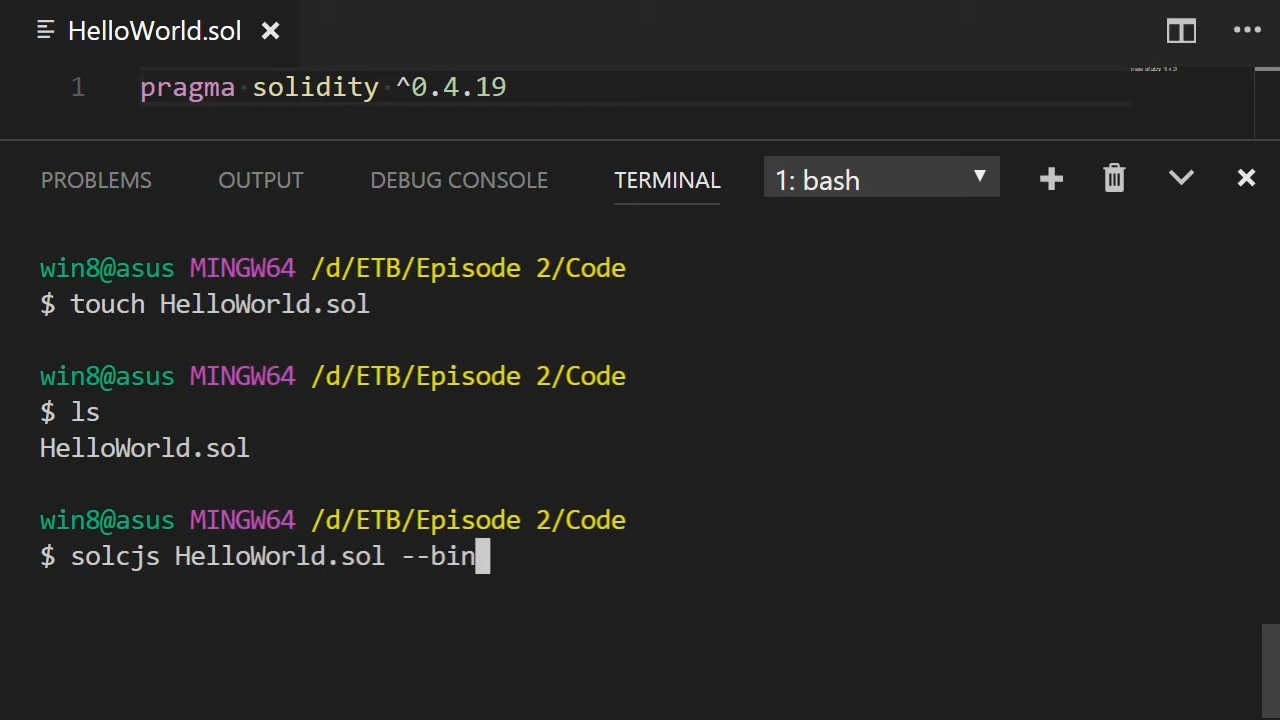 HelloWorld.sol
1 pragma solidity ^0.4.19
PROBLEMS OUTPUT DEBUG CONSOLE TERMINAL 1: bash
win8@asus MINGW64 /d/ETB/Episode 2/Code
$ touch HelloWorld.sol
win8@asus MINGW64 /d/ETB/Episode 2/Code
$ ls
HelloWorld.sol
win8@asus MINGW64 /d/ETB/Episode 2/Code
$ solcjs HelloWorld.sol --bin